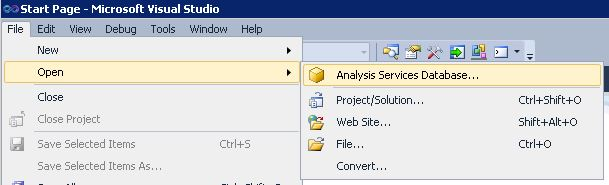 Start Page - Microsoft Visual Studio
File Edit View Debug Tools Window Help
New
Open
Analysis Services Database...
Close
Project/Solution... Ctrl+Shift+O
Close Project
Web Site... Shift+Alt+O
Save Selected Items Ctrl+S
File... Ctrl+O
Save Selected Items As...
Convert...